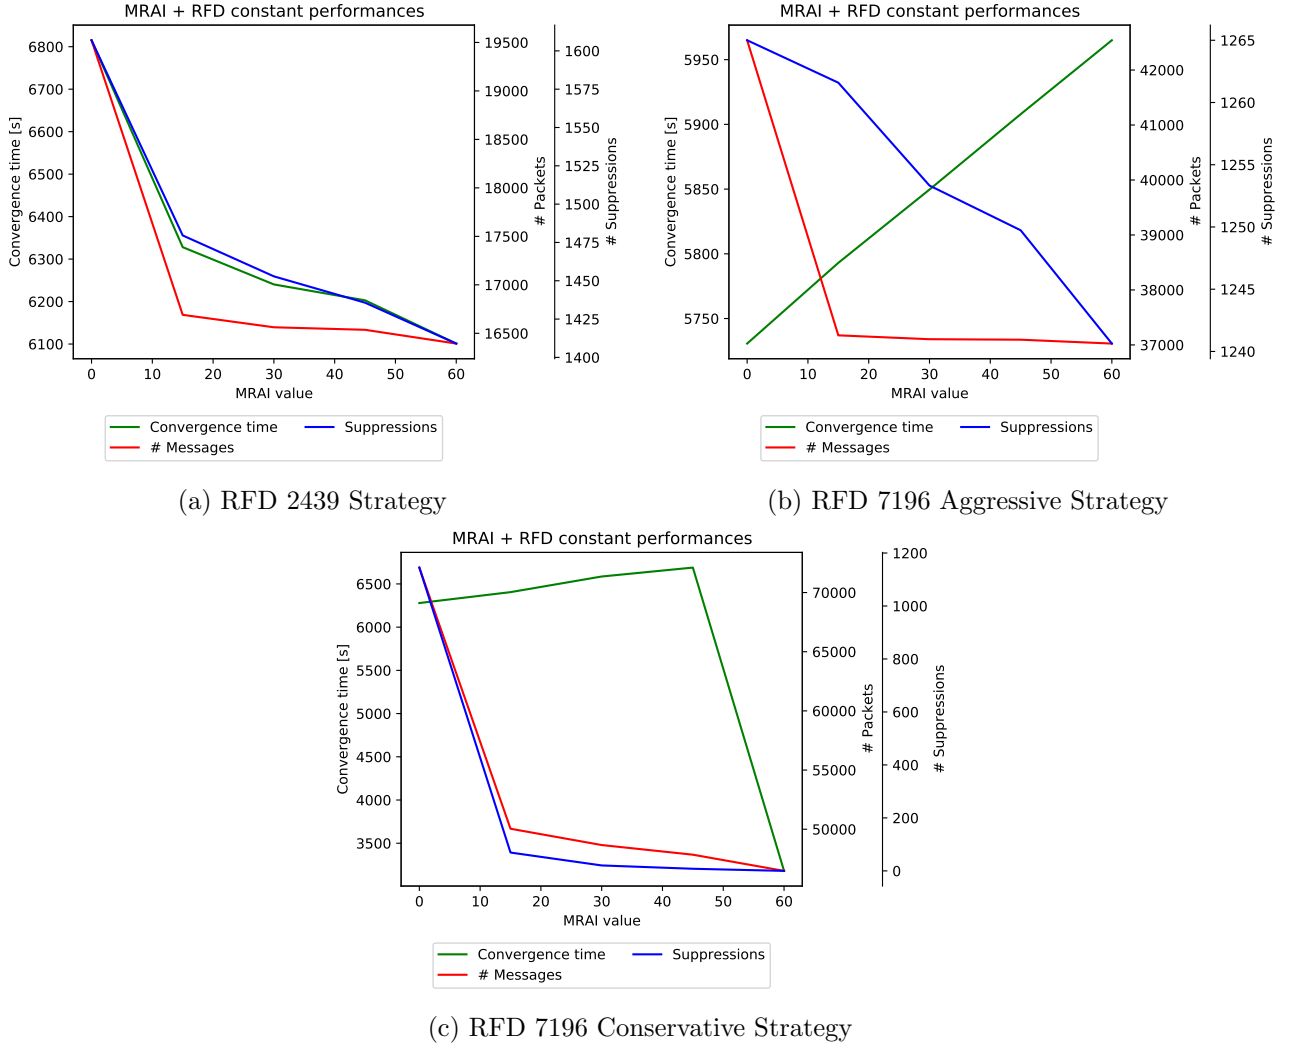 MRAI + RFD constant performances
Convergence time [s]
6800
6700
6600
6500
6400
6300
6200
6100
0 10 20 30 40 50 60
MRAI value
19500
19000
18500
18000
17500
17000
16500
# Packets
1600
1575
1550
1525
1500
1475
1450
1425
1400
# Suppressions
Convergence time Suppressions
# Messages
(a) RFD 2439 Strategy
MRAI + RFD constant performances
Convergence time [s]
5950
5900
5850
5800
5750
0 10 20 30 40 50 60
MRAI value
42000
41000
40000
39000
38000
37000
# Packets
1265
1260
1255
1250
1245
1240
# Suppressions
Convergence time Suppressions
# Messages
(b) RFD 7196 Aggressive Strategy
MRAI + RFD constant performances
Convergence time [s]
6500
6000
5500
5000
4500
4000
3500
0 10 20 30 40 50 60
MRAI value
70000
65000
60000
55000
50000
# Packets
1200
1000
800
600
400
200
0
# Suppressions
Convergence time Suppressions
# Messages
(c) RFD 7196 Conservative Strategy